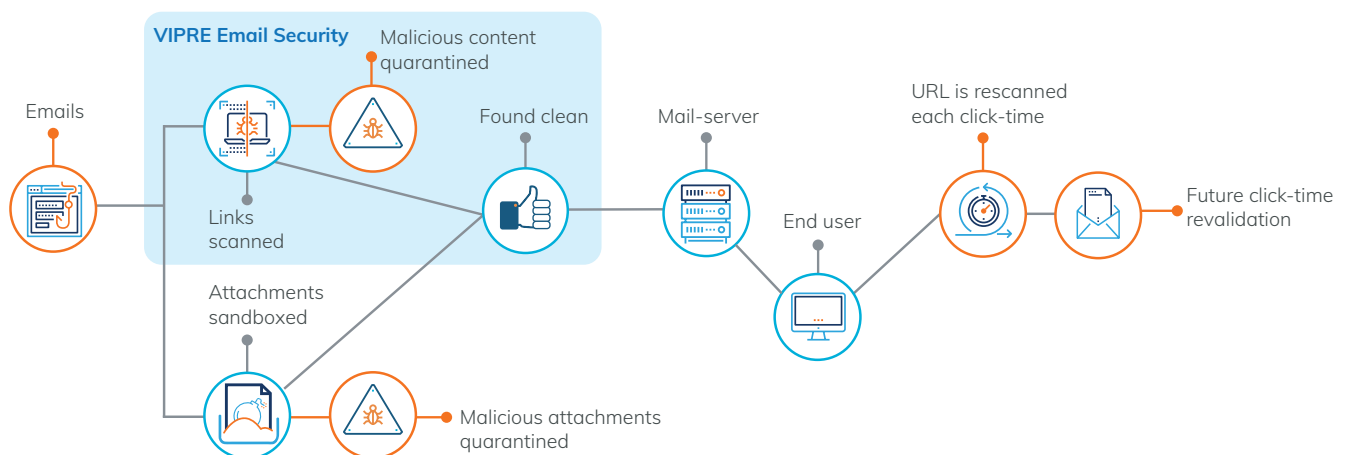 VIPRE Email Security
Malicious content
quarantined
Emails
Found clean
Links
scanned
Attachments
sandboxed
Malicious attachments
quarantined
Mail-server
End user
URL is rescanned
each click-time
Future click-time
revalidation